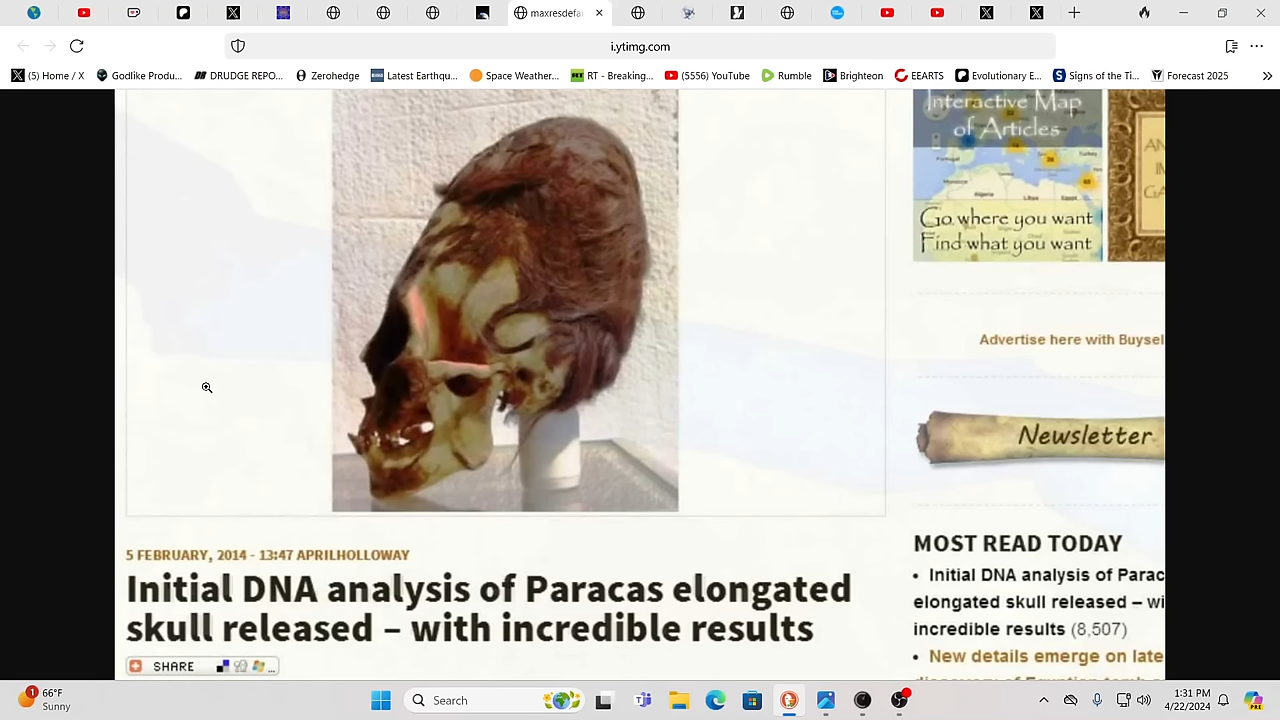 maxresdefa
i.ytimg.com
(5) Home / X
Godlike Produ...
DRUDGE REPO...
Zerohedge
Latest Earthqu...
Space Weather...
RT - Breaking...
(5556) YouTube
Rumble
Brighteon
EEARTS
Evolutionary E...
Signs of the Ti...
Forecast 2025
Interactive Map
of Articles
Go where you want
Find what you want
Advertise here with Buysel
Newsletter
5 FEBRUARY, 2014 - 13:47 APRILHOLLOWAY
Initial DNA analysis of Paracas elongated
skull released – with incredible results
SHARE
MOST READ TODAY
• Initial DNA analysis of Parac
elongated skull released – wi
incredible results (8,507)
• New details emerge on late
66°F
Sunny
Search
1:31 PM
4/22/2024